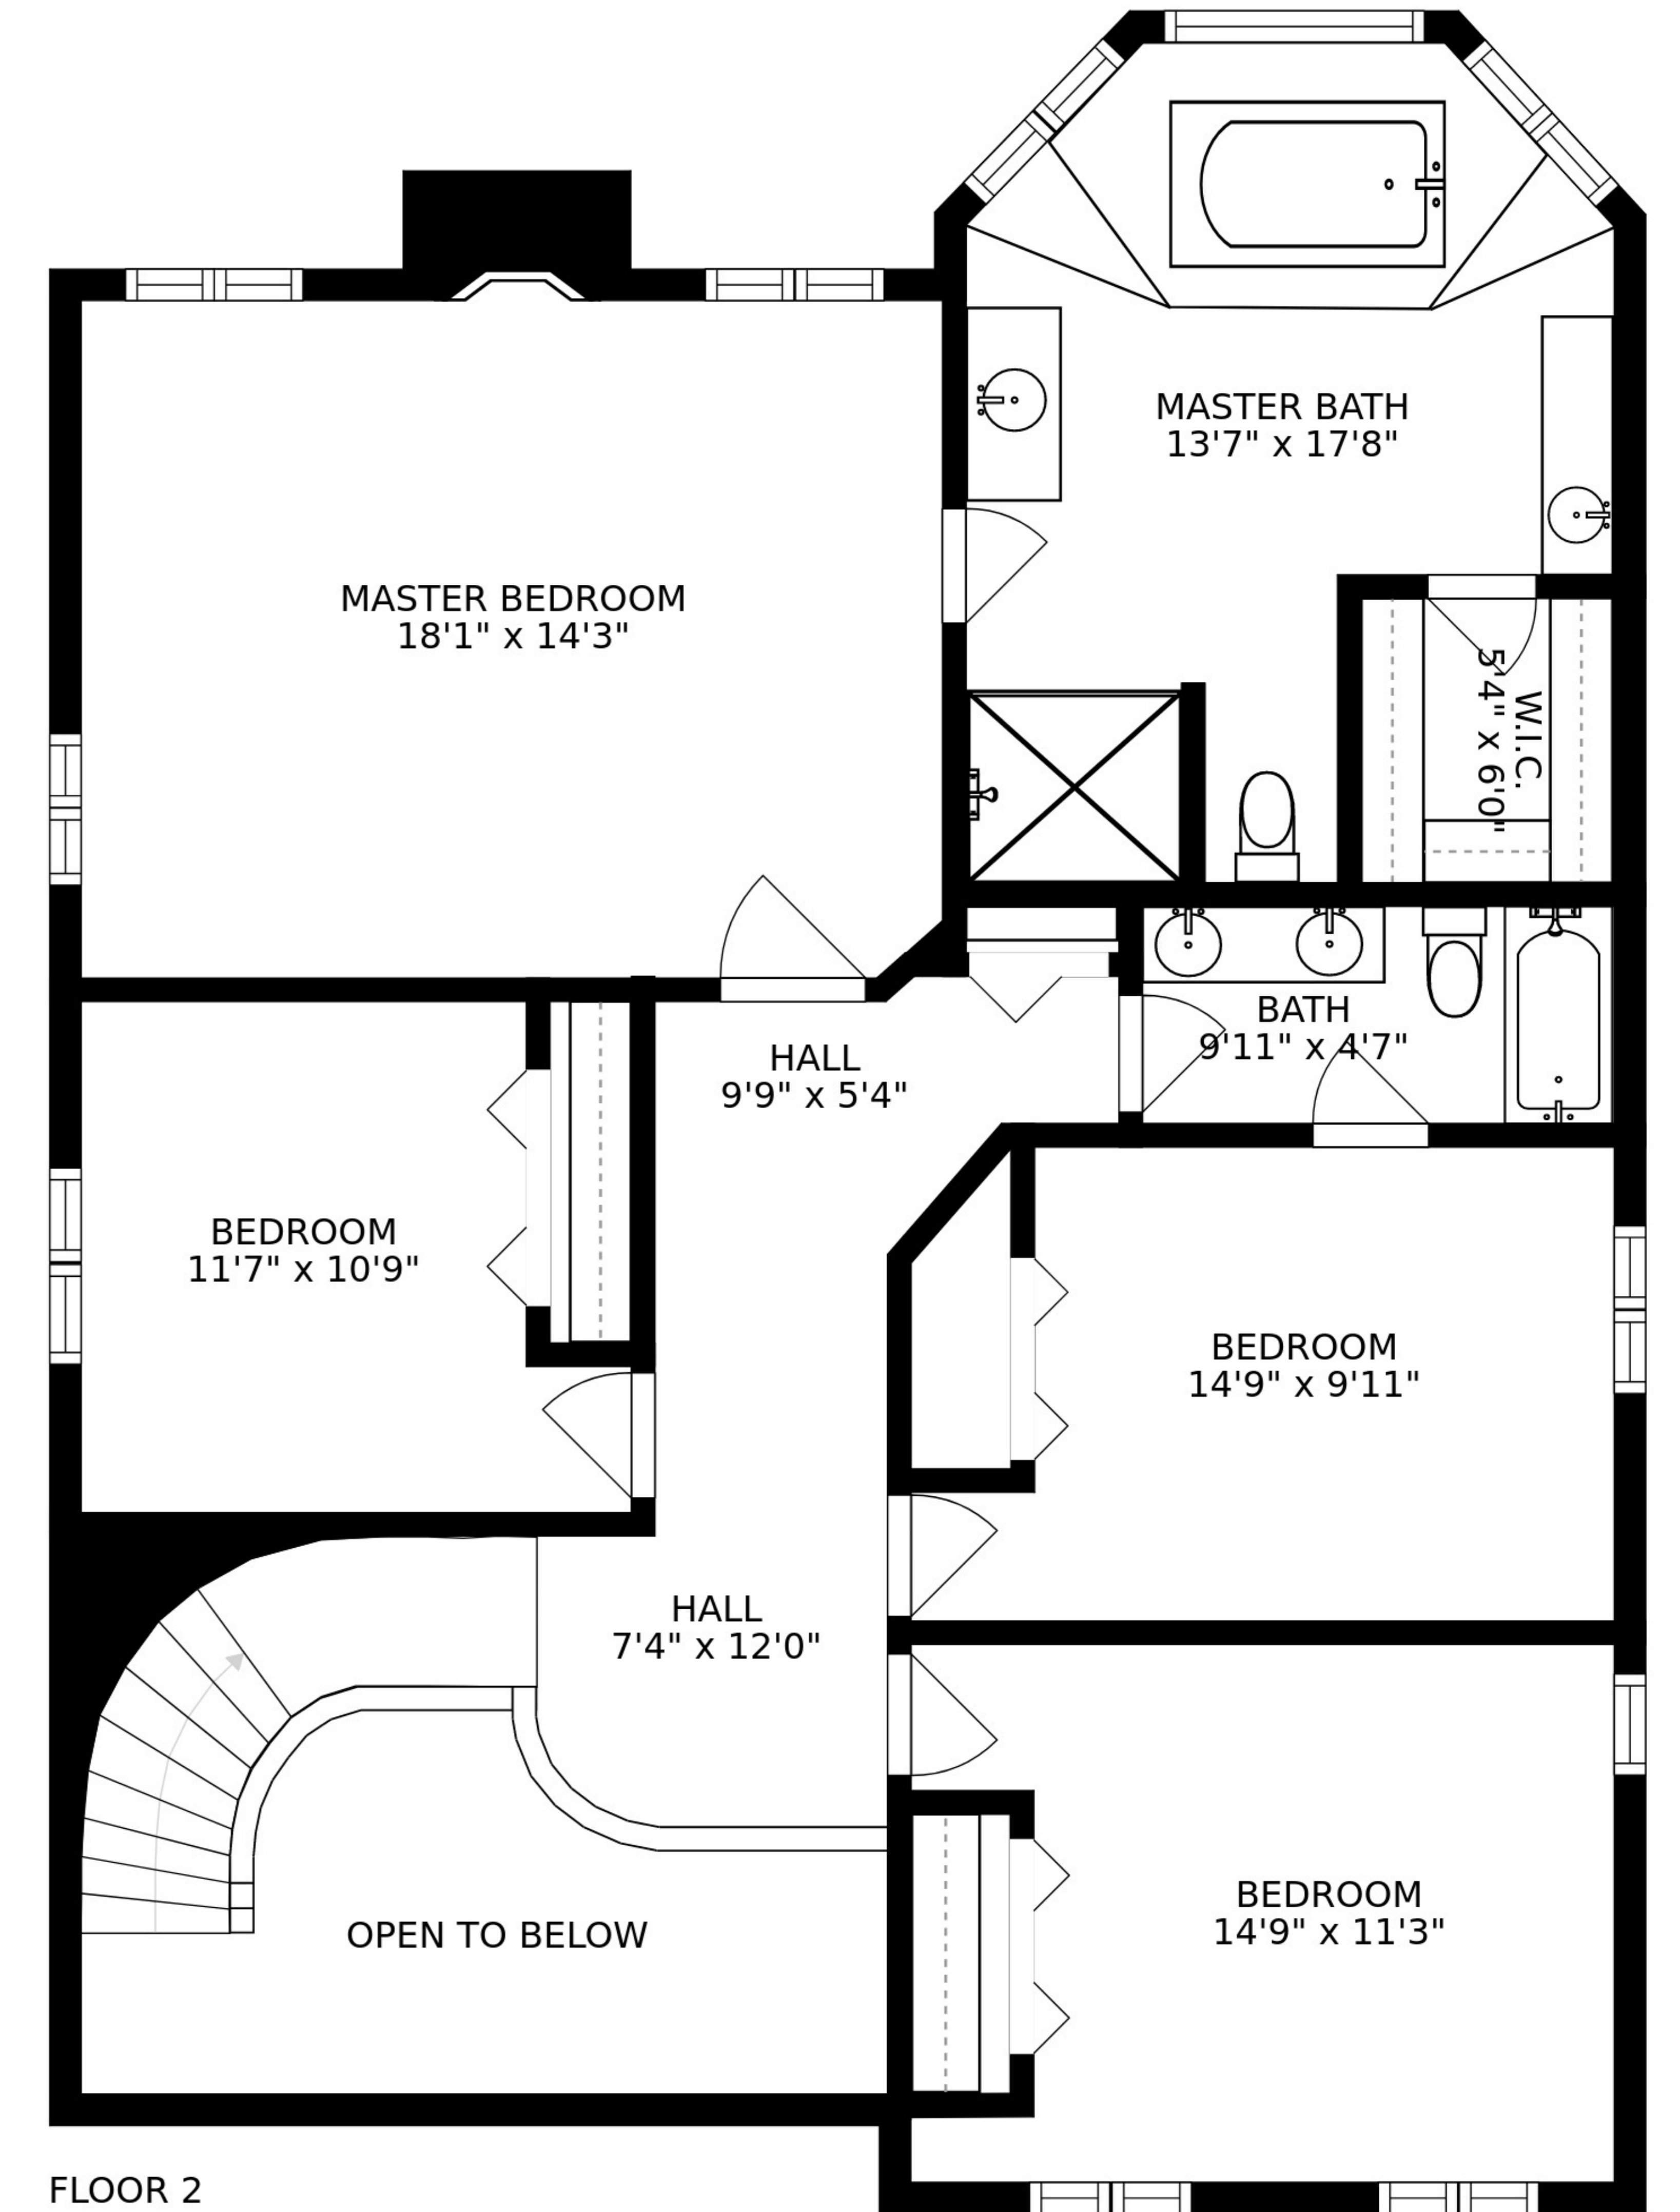 MASTER BATH
13'7" x 17'8"
MASTER BEDROOM
18'1" x 14'3"
W.I.C.
5'4" x 6'0"
BATH
9'11" x 4'7"
HALL
9'9" x 5'4"
BEDROOM
11'7" x 10'9"
BEDROOM
14'9" x 9'11"
HALL
7'4" x 12'0"
BEDROOM
14'9" x 11'3"
OPEN TO BELOW
FLOOR 2